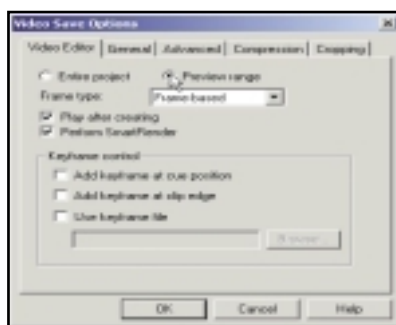 Video Save Options
Video Editor General Advanced Compression Cropping
Entire project Preview range
Frame type: Frame-based
Play after creating
Perform SmartRender
Keyframe control
Add keyframe at cue position
Add keyframe at clip edge
Use keyframe file
Browse...
OK Cancel Help